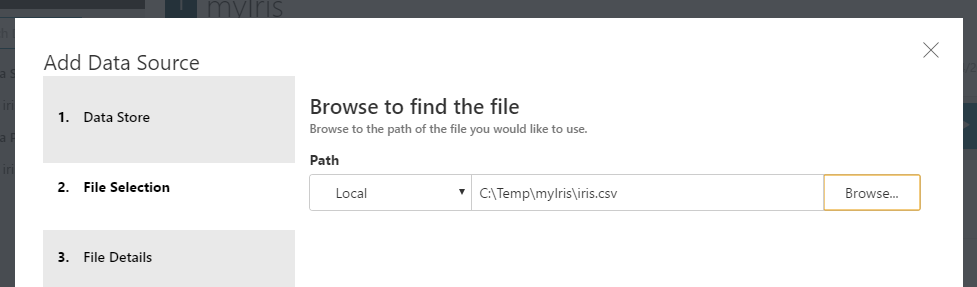 myIris
Add Data Source
1. Data Store
2. File Selection
3. File Details
Browse to find the file
Browse to the path of the file you would like to use.
Path
Local
C:\Temp\myIris\iris.csv
Browse...